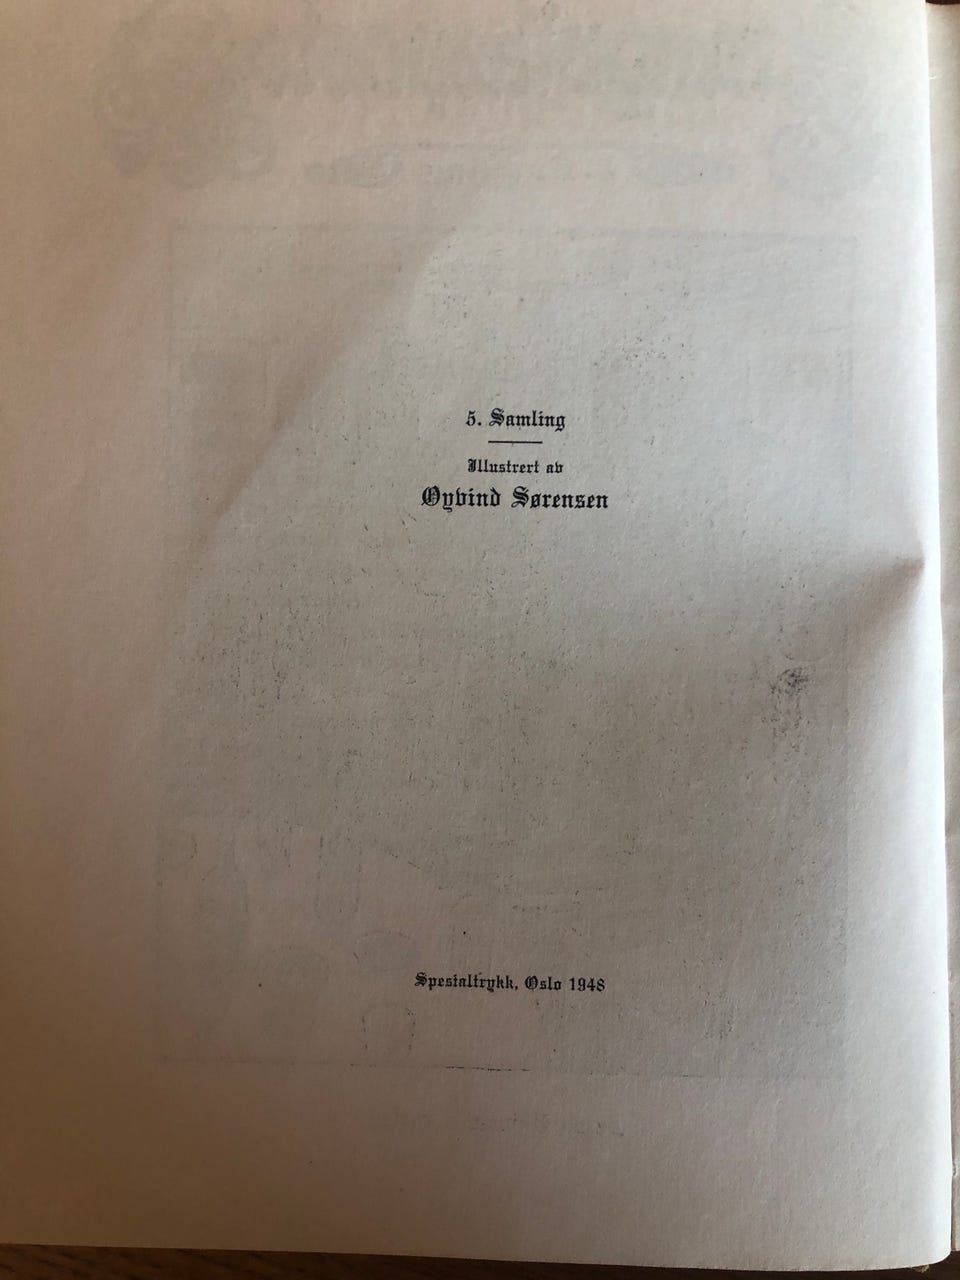 5. Samling
Illustrert av
Øyvind Sørensen
Spesialtrykk, Oslo 1948